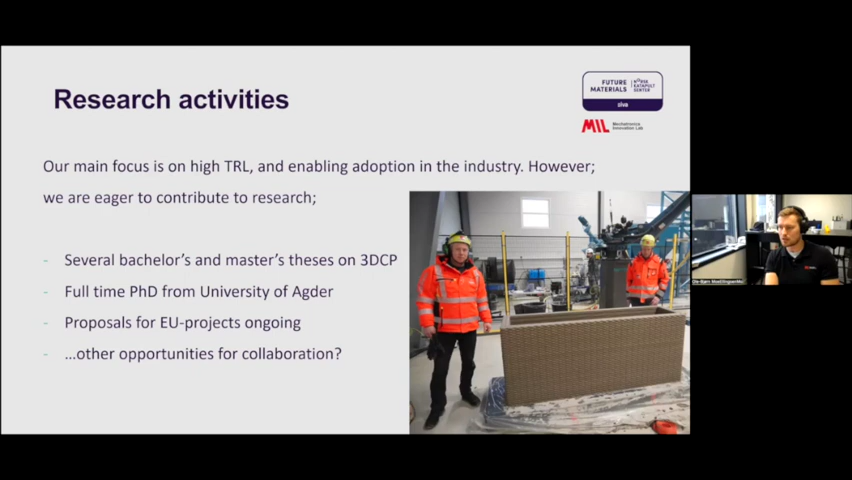 Research activities
FUTURE MATERIALS
NORSK KATAPULT SENTER
siva
MIL Mechatronics Innovation Lab
Our main focus is on high TRL, and enabling adoption in the industry. However;
we are eager to contribute to research;
- Several bachelor's and master's theses on 3DCP
- Full time PhD from University of Agder
- Proposals for EU-projects ongoing
- …other opportunities for collaboration?